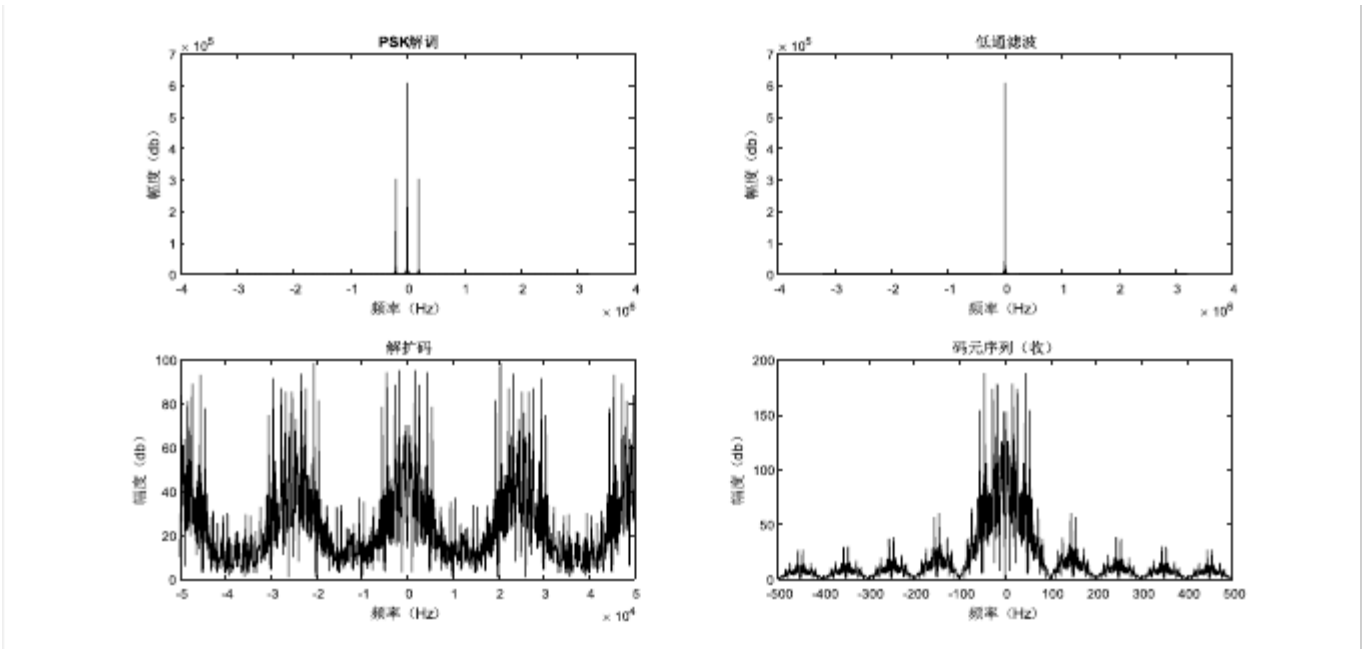 PSK解调
× 10⁵
7
6
5
4
3
2
1
0
幅度（db）
-4 -3 -2 -1 0 1 2 3 4
频率（Hz）
× 10⁶
低通滤波
× 10⁵
7
6
5
4
3
2
1
0
幅度（db）
-4 -3 -2 -1 0 1 2 3 4
频率（Hz）
× 10⁶
解扩码
100
80
60
40
20
0
幅度（db）
-5 -4 -3 -2 -1 0 1 2 3 4 5
频率（Hz）
× 10⁴
码元序列（收）
200
150
100
50
0
幅度（db）
-500 -400 -300 -200 -100 0 100 200 300 400 500
频率（Hz）